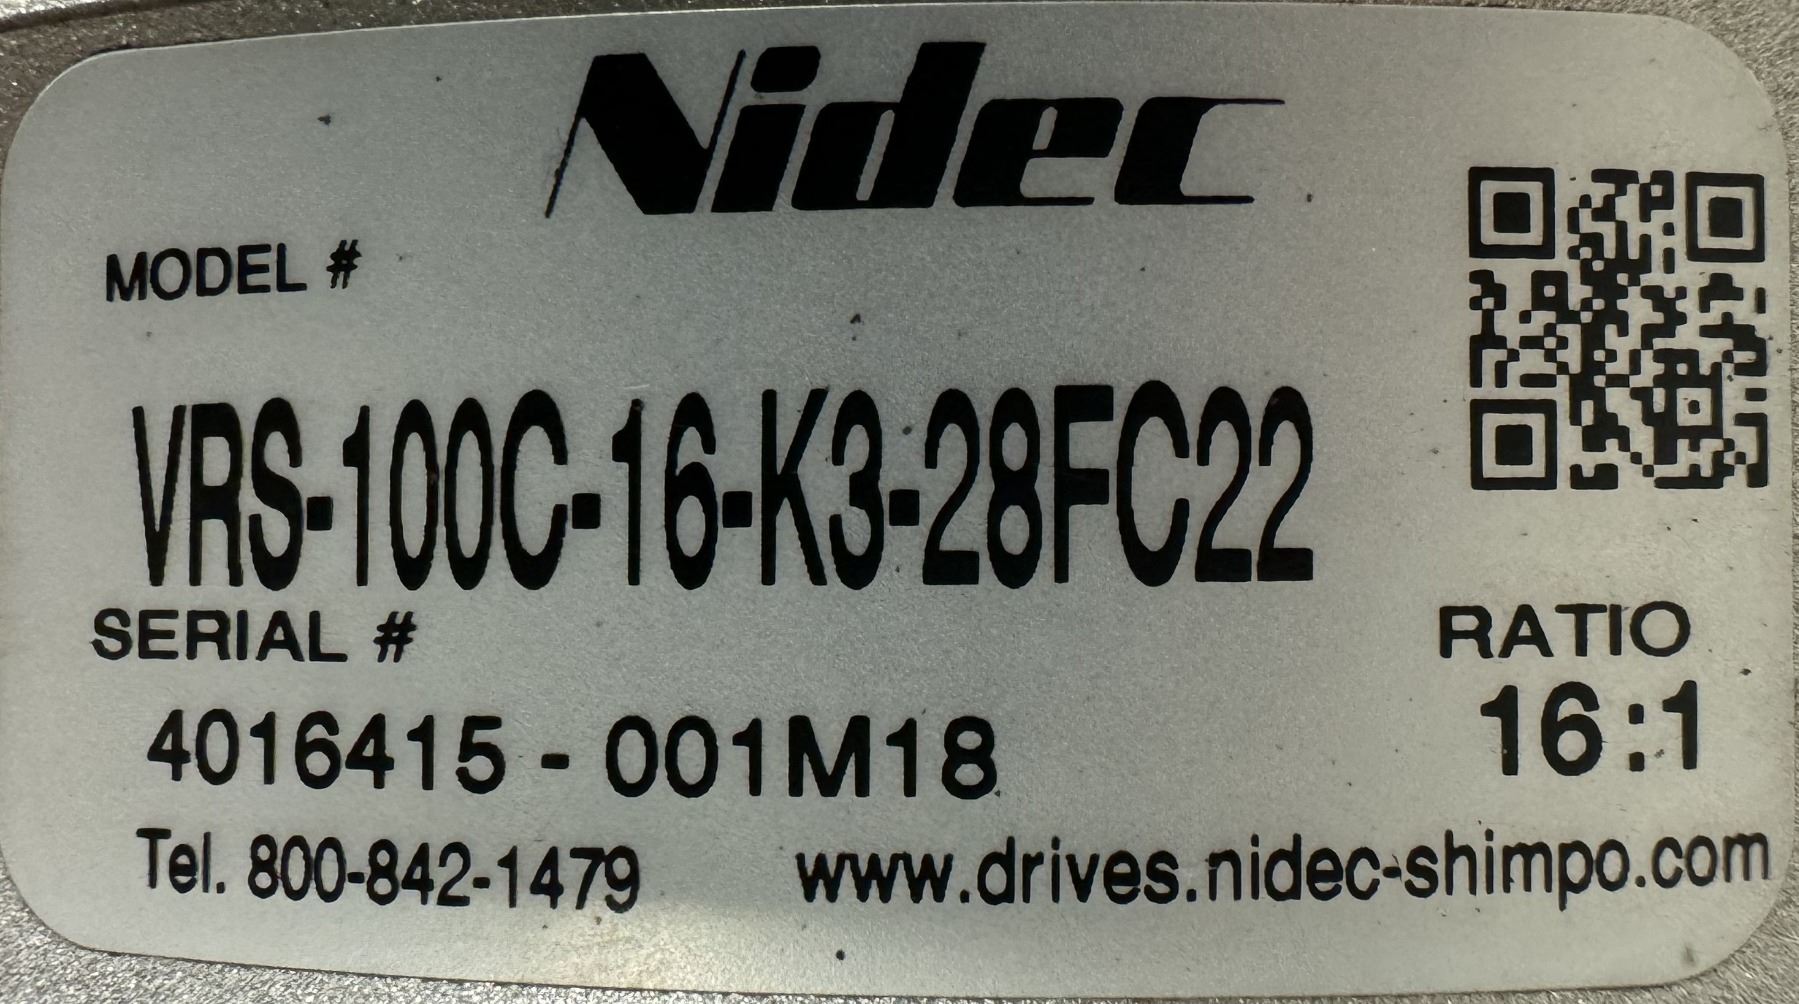 Nidec
MODEL #
VRS-100C-16-K3-28FC22
SERIAL #
RATIO
4016415 - 001M18
16:1
Tel. 800-842-1479
www.drives.nidec-shimpo.com